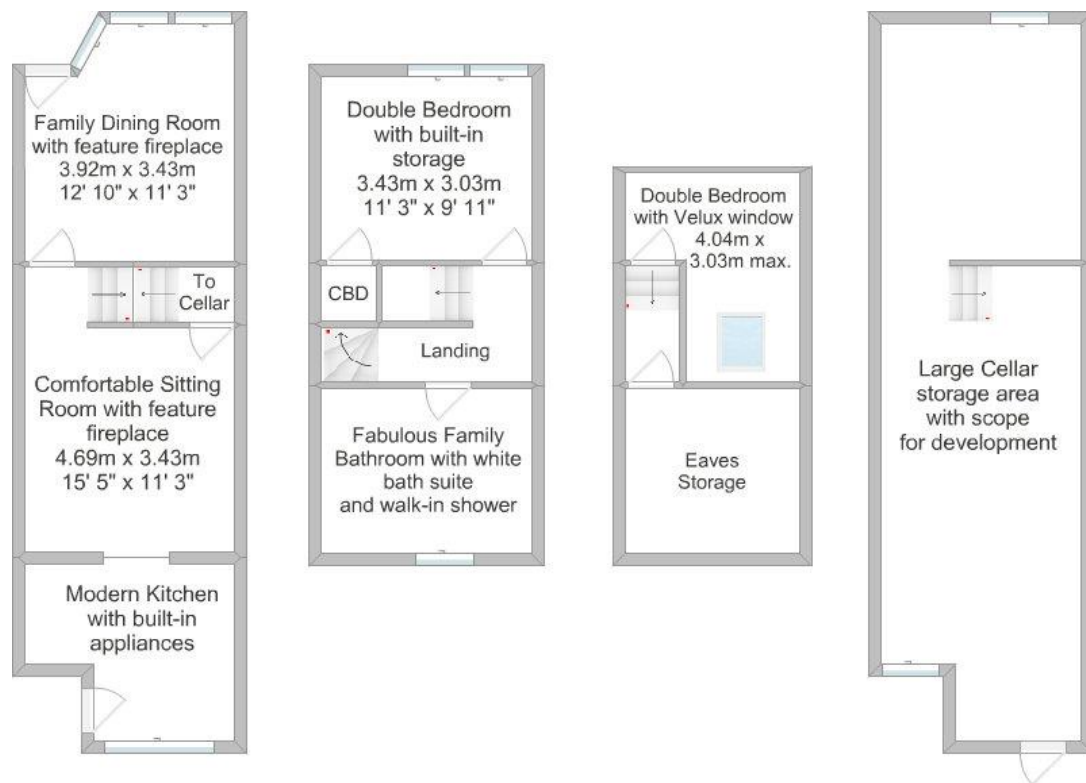 Family Dining Room
with feature fireplace
3.92m x 3.43m
12' 10" x 11' 3"
To
Cellar
Comfortable Sitting
Room with feature
fireplace
4.69m x 3.43m
15' 5" x 11' 3"
Modern Kitchen
with built-in
appliances
Double Bedroom
with built-in
storage
3.43m x 3.03m
11' 3" x 9' 11"
CBD
Landing
Fabulous Family
Bathroom with white
bath suite
and walk-in shower
Double Bedroom
with Velux window
4.04m x
3.03m max.
Eaves
Storage
Large Cellar
storage area
with scope
for development